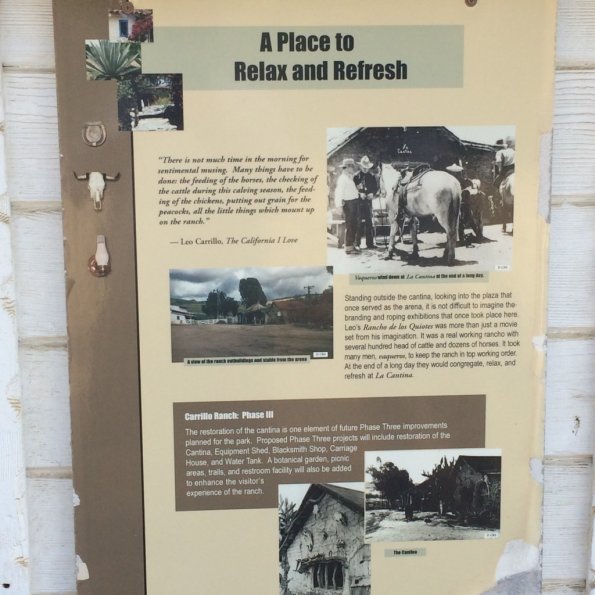 A Place to
Relax and Refresh
"There is not much time in the morning for
sentimental musing. Many things have to be
done: the feeding of the horses, the checking of
the cattle during this calving season, the feed-
ing of the chickens, putting out grain for the
peacocks, all the little things which mount up
on the ranch."
— Leo Carrillo, The California I Love
Vaqueros wind down at La Cantina at the end of a long day.
A view of the ranch outbuildings and stable from the arena
Standing outside the cantina, looking into the plaza that
once served as the arena, it is not difficult to imagine the
branding and roping exhibitions that once took place here.
Leo's Rancho de los Quiotes was more than just a movie
set from his imagination. It was a real working rancho with
several hundred head of cattle and dozens of horses. It took
many men, vaqueros, to keep the ranch in top working order.
At the end of a long day they would congregate, relax, and
refresh at La Cantina.
Carrillo Ranch: Phase III
The restoration of the cantina is one element of future Phase Three improvements
planned for the park. Proposed Phase Three projects will include restoration of the
Cantina, Equipment Shed, Blacksmith Shop, Carriage
House, and Water Tank. A botanical garden, picnic
areas, trails, and restroom facility will also be added
to enhance the visitor's
experience of the ranch.
The Cantina